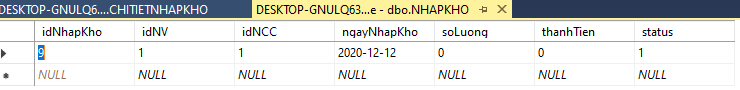 DESKTOP-GNULQ6....CHITIETNHAPKHO DESKTOP-GNULQ63...e - dbo.NHAPKHO
idNhapKho idNV idNCC ngayNhapKho soLuong thanhTien status
9 1 1 2020-12-12 0 0 1
NULL NULL NULL NULL NULL NULL NULL